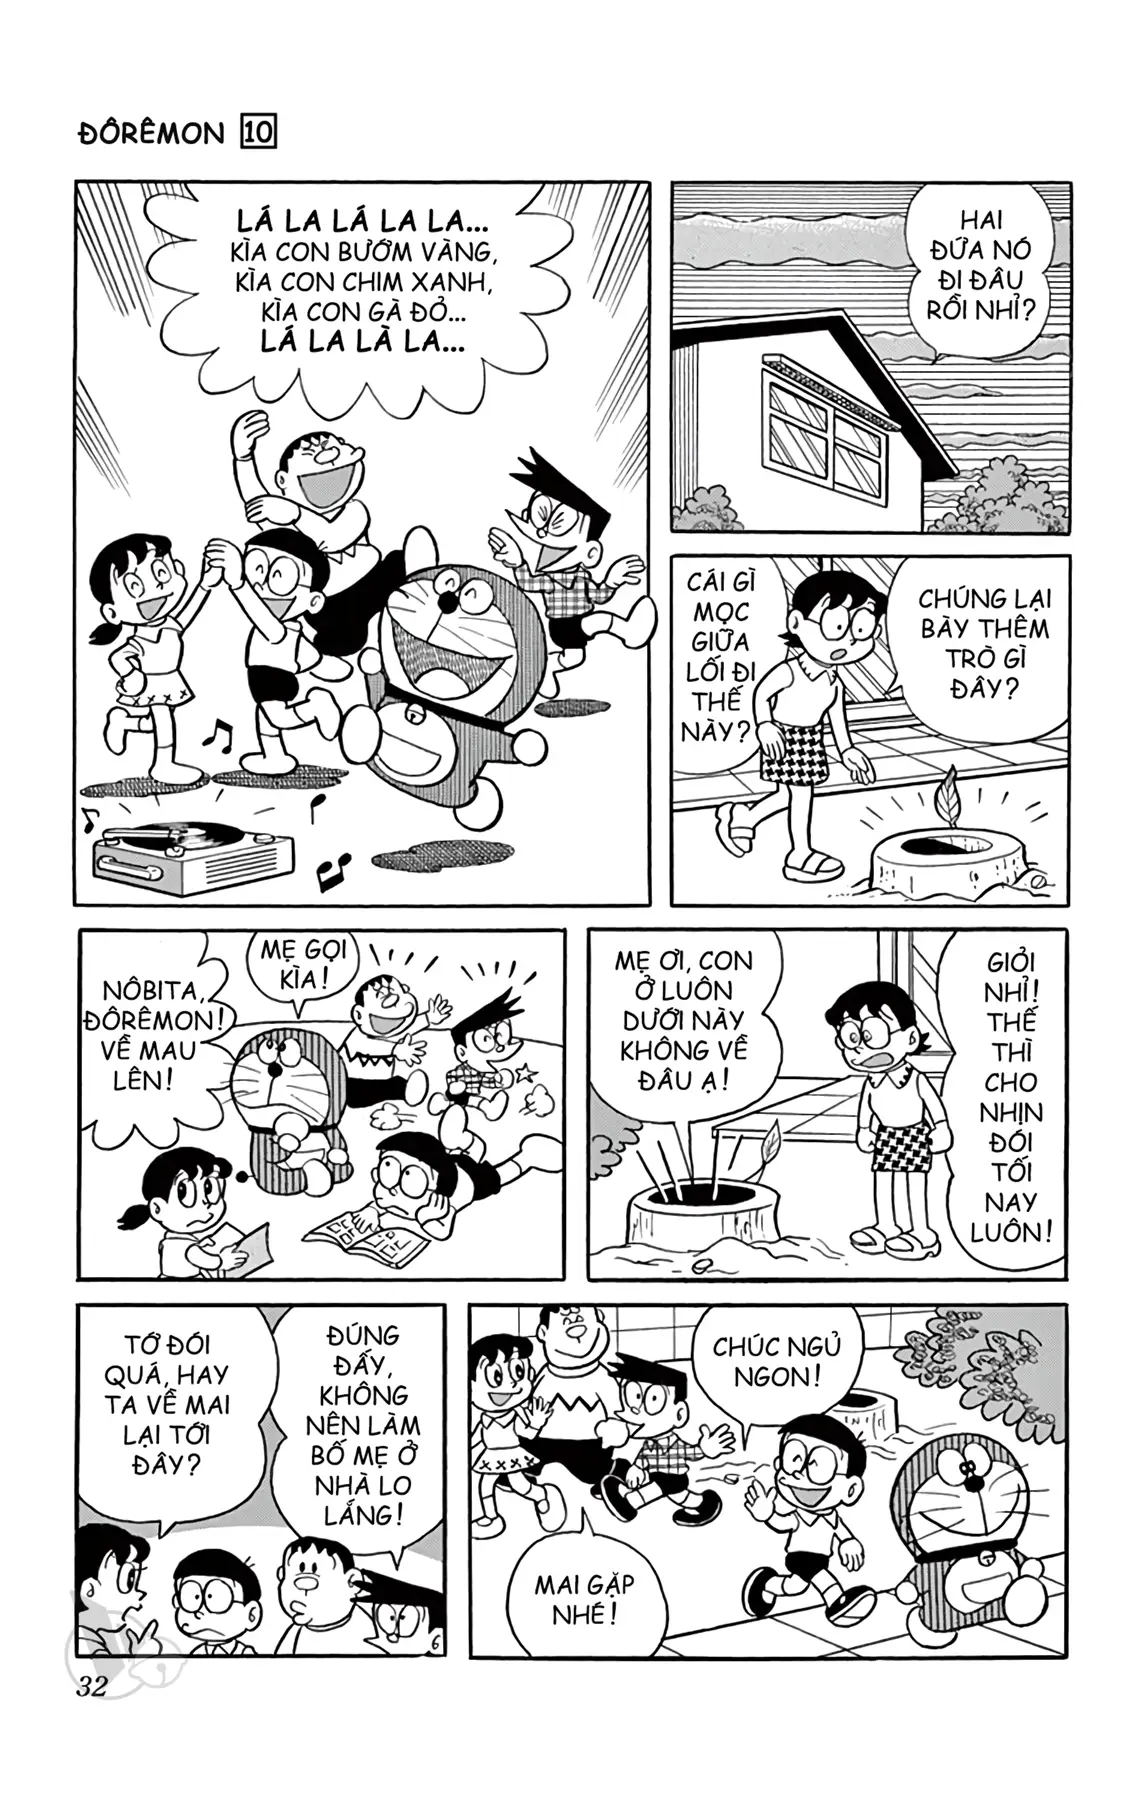 ĐÔRÊMON 10
LÁ LA LÁ LA LA...
KÌA CON BƯỚM VÀNG,
KÌA CON CHIM XANH,
KÌA CON GÀ ĐỎ...
LÁ LA LÀ LA...
HAI
ĐỨA NÓ
ĐI ĐÂU
RỒI NHỈ?
CÁI GÌ
MỌC
GIỮA
LỐI ĐI
THẾ
NÀY?
CHÚNG LẠI
BÀY THÊM
TRÒ GÌ
ĐÂY?
NÔBITA,
ĐÔRÊMON!
VỀ MAU
LÊN!
MẸ GỌI
KÌA!
MẸ ƠI, CON
Ở LUÔN
DƯỚI NÀY
KHÔNG VỀ
ĐÂU Ạ!
GIỎI
NHỈ!
THẾ
THÌ
CHO
NHỊN
ĐÓI
TỐI
NAY
LUÔN!
TỚ ĐÓI
QUÁ, HAY
TA VỀ MAI
LẠI TỚI
ĐÂY?
ĐÚNG
ĐẤY,
KHÔNG
NÊN LÀM
BỐ MẸ Ở
NHÀ LO
LẮNG!
CHÚC NGỦ
NGON!
MAI GẶP
NHÉ!
32